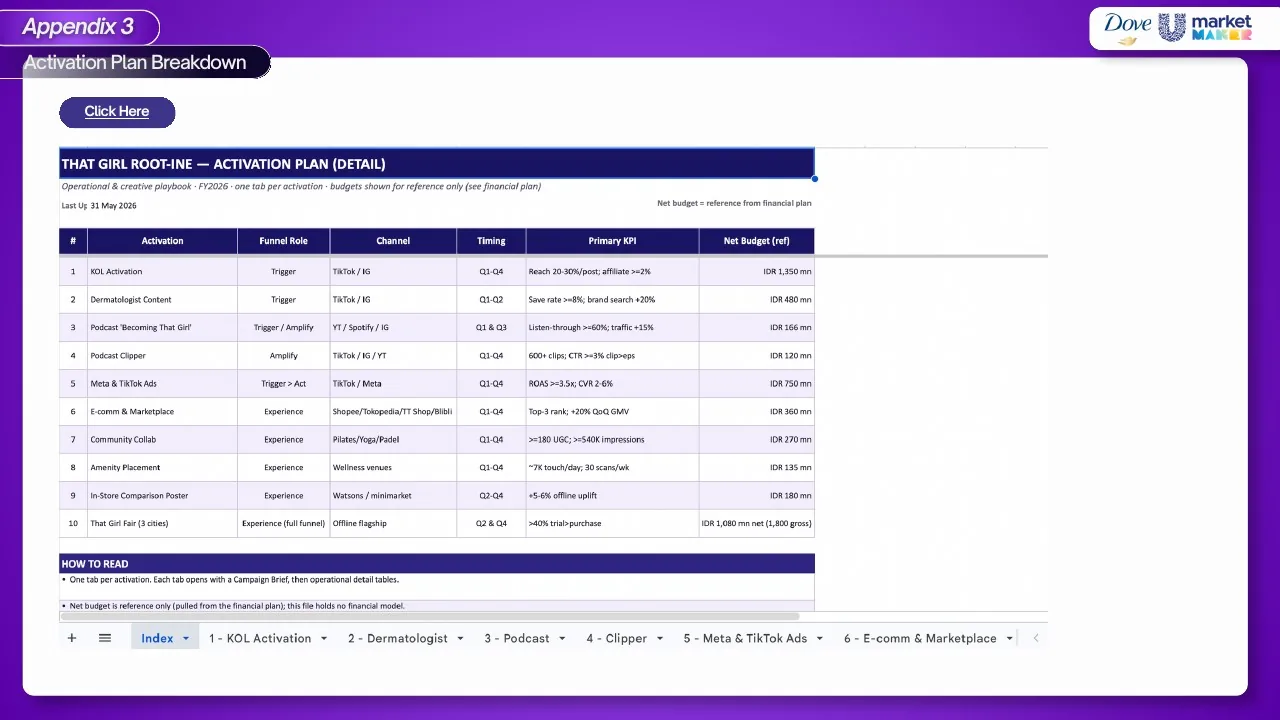 Appendix 3
Activation Plan Breakdown
Dove
market
MAKER
Click Here
THAT GIRL ROOT-INE — ACTIVATION PLAN (DETAIL)
Operational & creative playbook · FY2026 · one tab per activation · budgets shown for reference only (see financial plan)
Last Up 31 May 2026
Net budget = reference from financial plan
# Activation Funnel Role Channel Timing Primary KPI Net Budget (ref)
1 KOL Activation Trigger TikTok / IG Q1-Q4 Reach 20-30%/post; affiliate >=2% IDR 1,350 mn
2 Dermatologist Content Trigger TikTok / IG Q1-Q2 Save rate >=8%; brand search +20% IDR 480 mn
3 Podcast 'Becoming That Girl' Trigger / Amplify YT / Spotify / IG Q1 & Q3 Listen-through >=60%; traffic +15% IDR 166 mn
4 Podcast Clipper Amplify TikTok / IG / YT Q1-Q4 600+ clips; CTR >=3% clip>eps IDR 120 mn
5 Meta & TikTok Ads Trigger > Act TikTok / Meta Q1-Q4 ROAS >=3.5x; CVR 2-6% IDR 750 mn
6 E-comm & Marketplace Experience Shopee/Tokopedia/TT Shop/Blibli Q1-Q4 Top-3 rank; +20% QoQ GMV IDR 360 mn
7 Community Collab Experience Pilates/Yoga/Padel Q1-Q4 >=180 UGC; >=540K impressions IDR 270 mn
8 Amenity Placement Experience Wellness venues Q1-Q4 ~7K touch/day; 30 scans/wk IDR 135 mn
9 In-Store Comparison Poster Experience Watsons / minimarket Q2-Q4 +5-6% offline uplift IDR 180 mn
10 That Girl Fair (3 cities) Experience (full funnel) Offline flagship Q2 & Q4 >40% trial>purchase IDR 1,080 mn net (1,800 gross)
HOW TO READ
• One tab per activation. Each tab opens with a Campaign Brief, then operational detail tables.
• Net budget is reference only (pulled from the financial plan); this file holds no financial model.
Index 1 - KOL Activation 2 - Dermatologist 3 - Podcast 4 - Clipper 5 - Meta & TikTok Ads 6 - E-comm & Marketplace